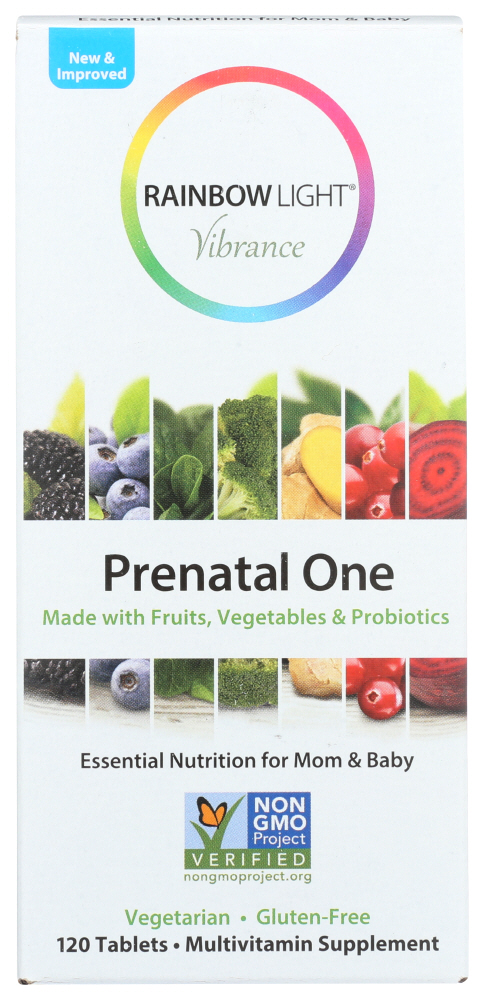 Essential Nutrition for Mom & Baby
New &
Improved
RAINBOW LIGHT®
Vibrance
Prenatal One
Made with Fruits, Vegetables & Probiotics
Essential Nutrition for Mom & Baby
NON
GMO
Project
VERIFIED
nongmoproject.org
Vegetarian • Gluten-Free
120 Tablets • Multivitamin Supplement